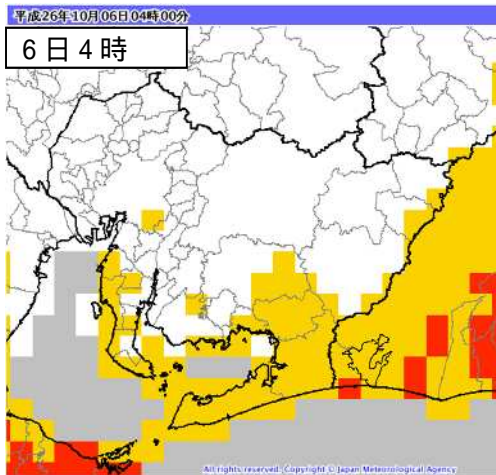 平成26年10月06日04時00分
6日4時
All rights reserved. Copyright © Japan Meteorological Agency